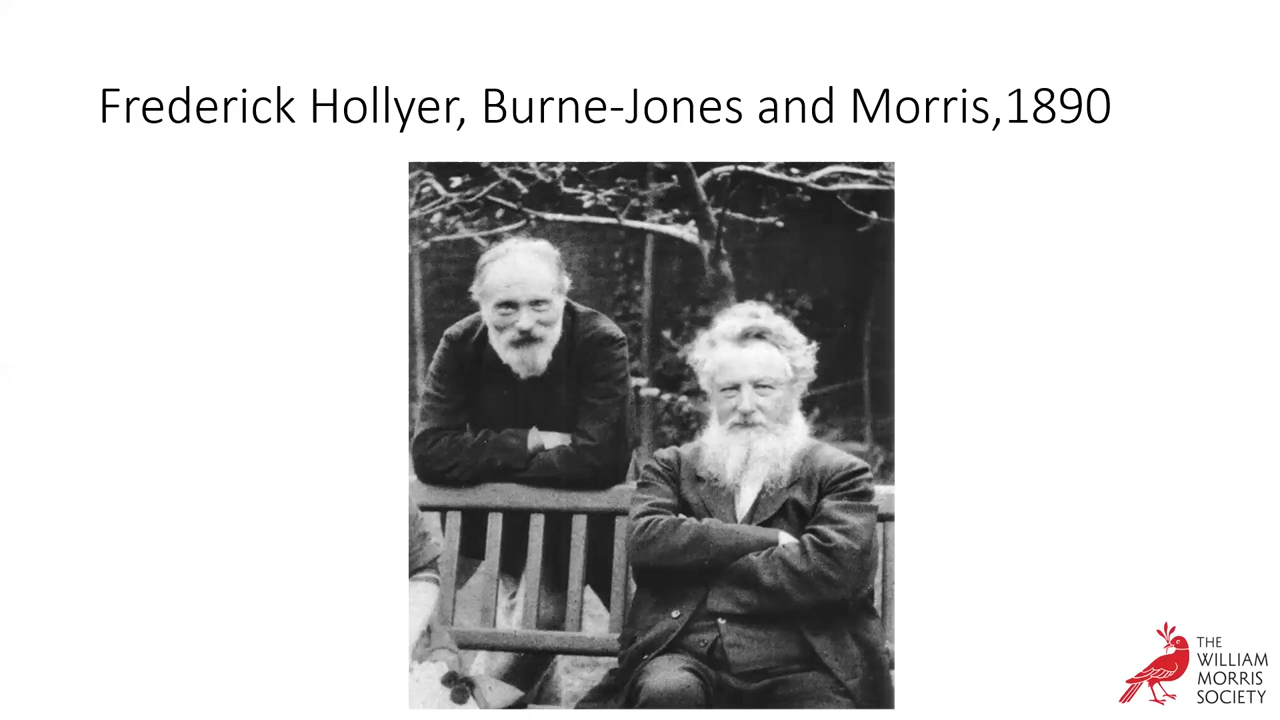 Frederick Hollyer, Burne-Jones and Morris,1890
THE
WILLIAM
MORRIS
SOCIETY